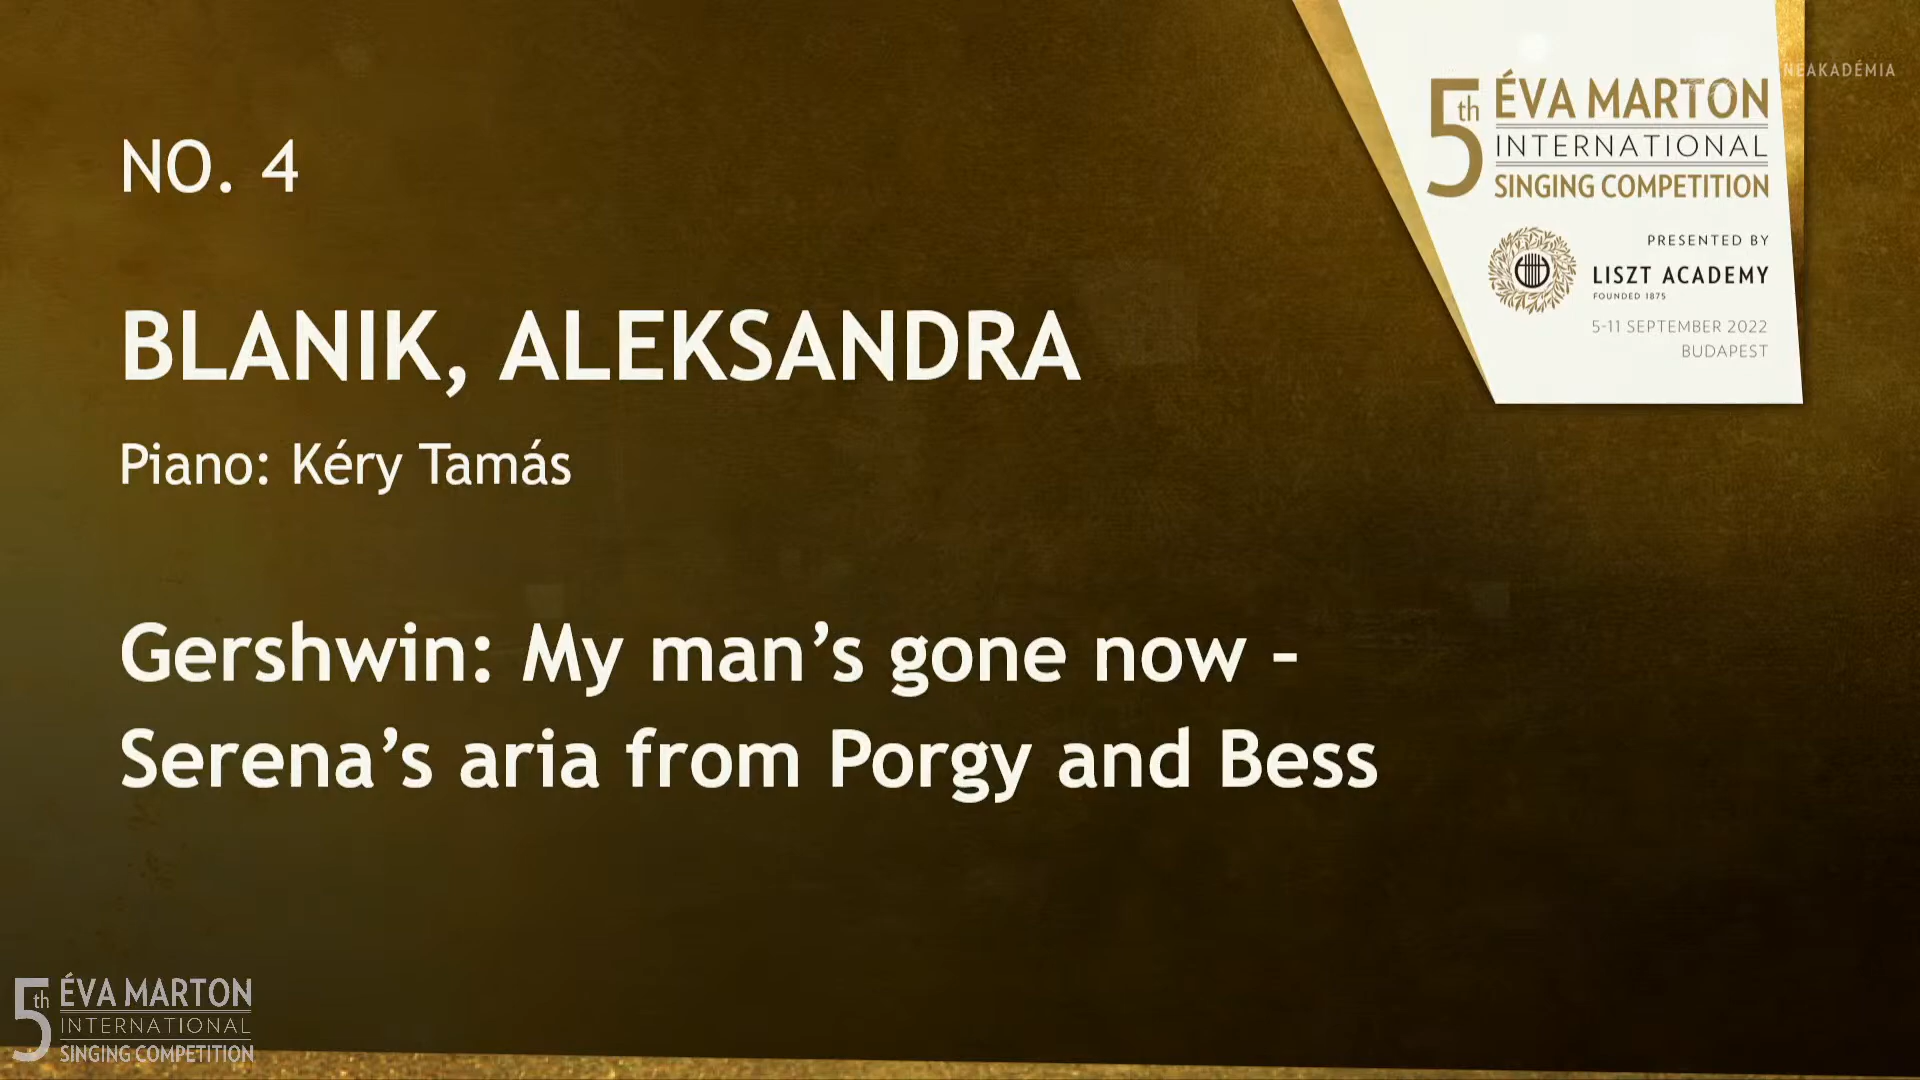 NO. 4
BLANIK, ALEKSANDRA
Piano: Kéry Tamás
Gershwin: My man’s gone now –
Serena’s aria from Porgy and Bess
5th ÉVA MARTON
INTERNATIONAL
SINGING COMPETITION
PRESENTED BY
LISZT ACADEMY
FOUNDED 1875
5-11 SEPTEMBER 2022
BUDAPEST
5th ÉVA MARTON
INTERNATIONAL
SINGING COMPETITION